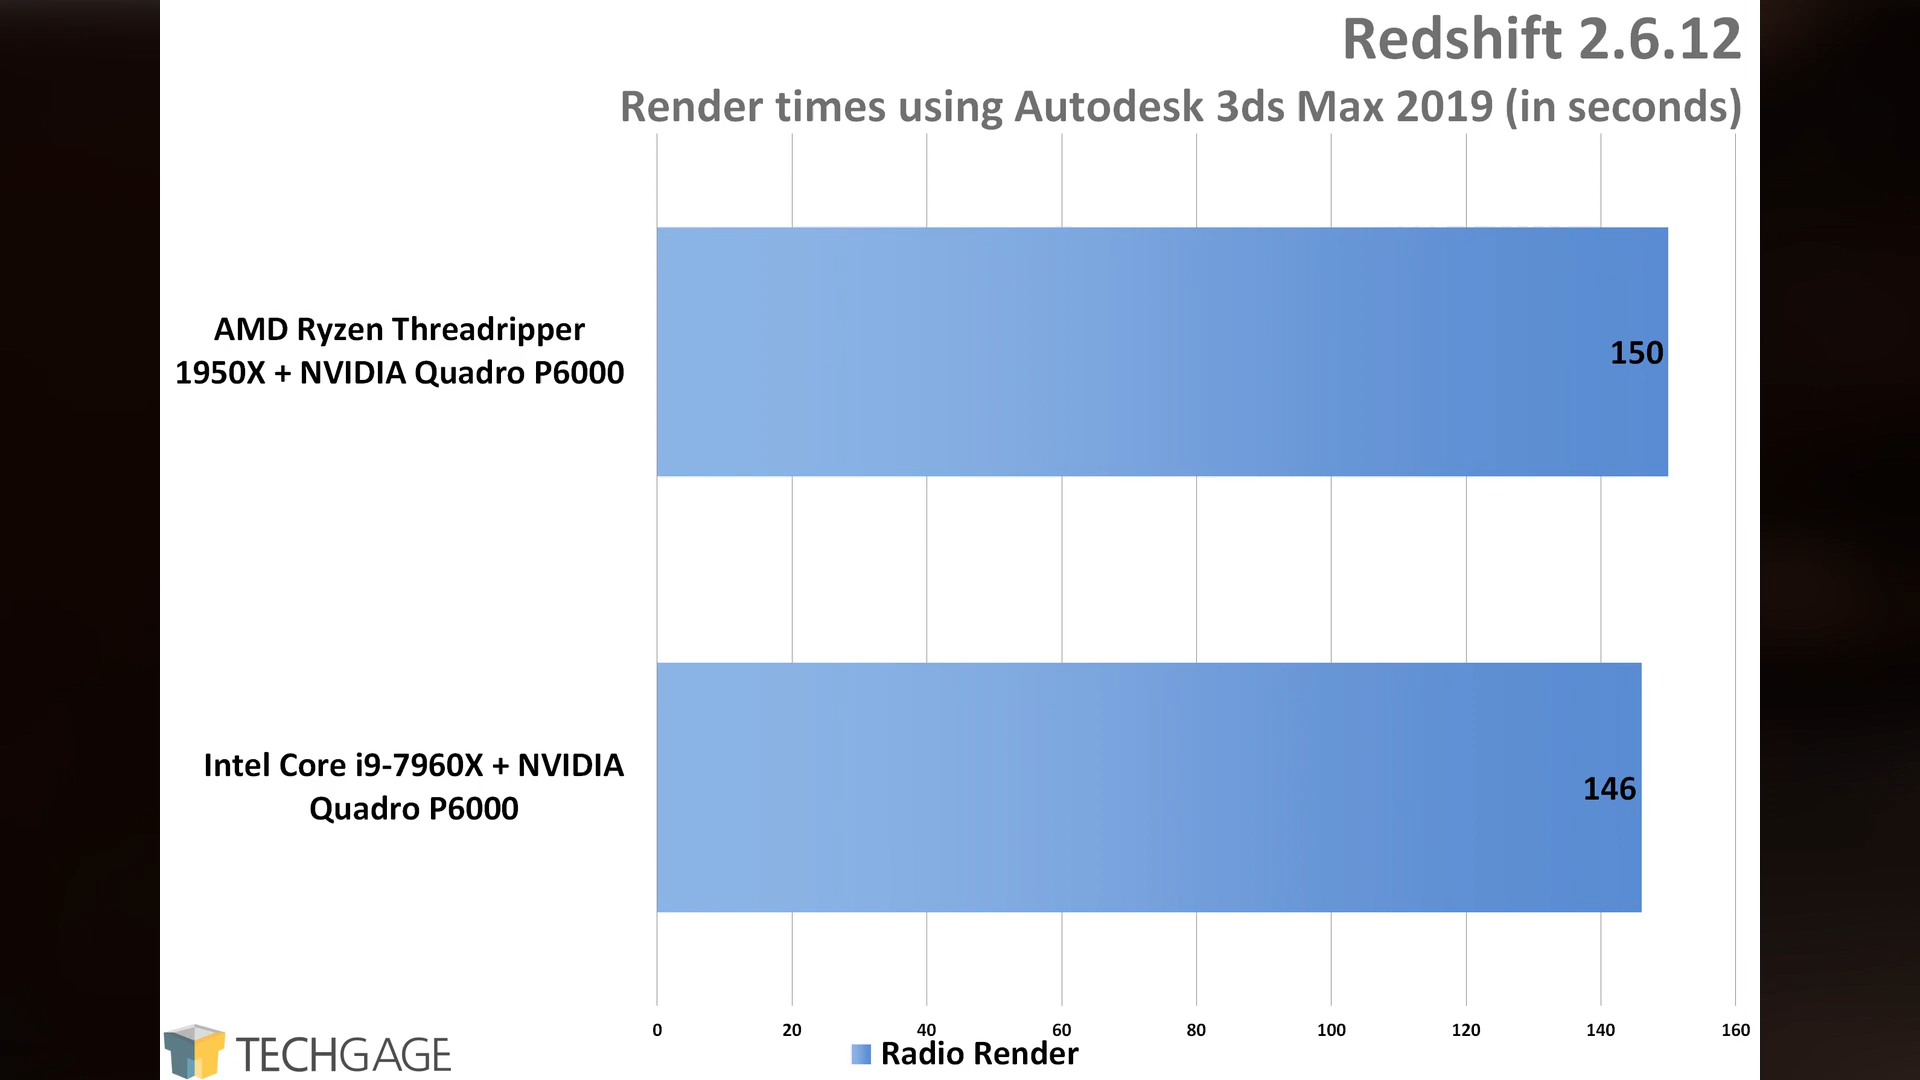 Redshift 2.6.12
Render times using Autodesk 3ds Max 2019 (in seconds)
AMD Ryzen Threadripper
1950X + NVIDIA Quadro P6000
150
Intel Core i9-7960X + NVIDIA
Quadro P6000
146
0 20 40 60 80 100 120 140 160
Radio Render
TECHGAGE